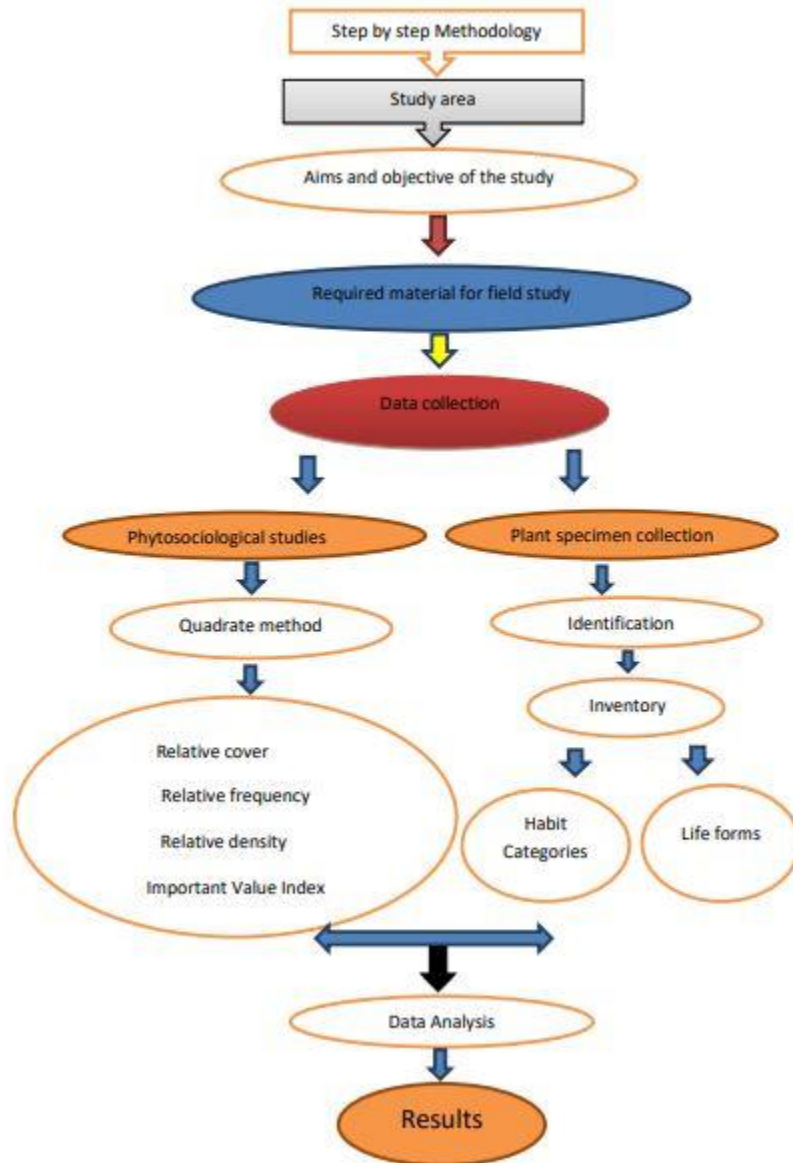 Step by step Methodology
Study area
Aims and objective of the study
Required material for field study
Data collection
Phytosociological studies
Plant specimen collection
Quadrate method
Identification
Inventory
Relative cover
Relative frequency
Relative density
Important Value Index
Habit
Categories
Life forms
Data Analysis
Results